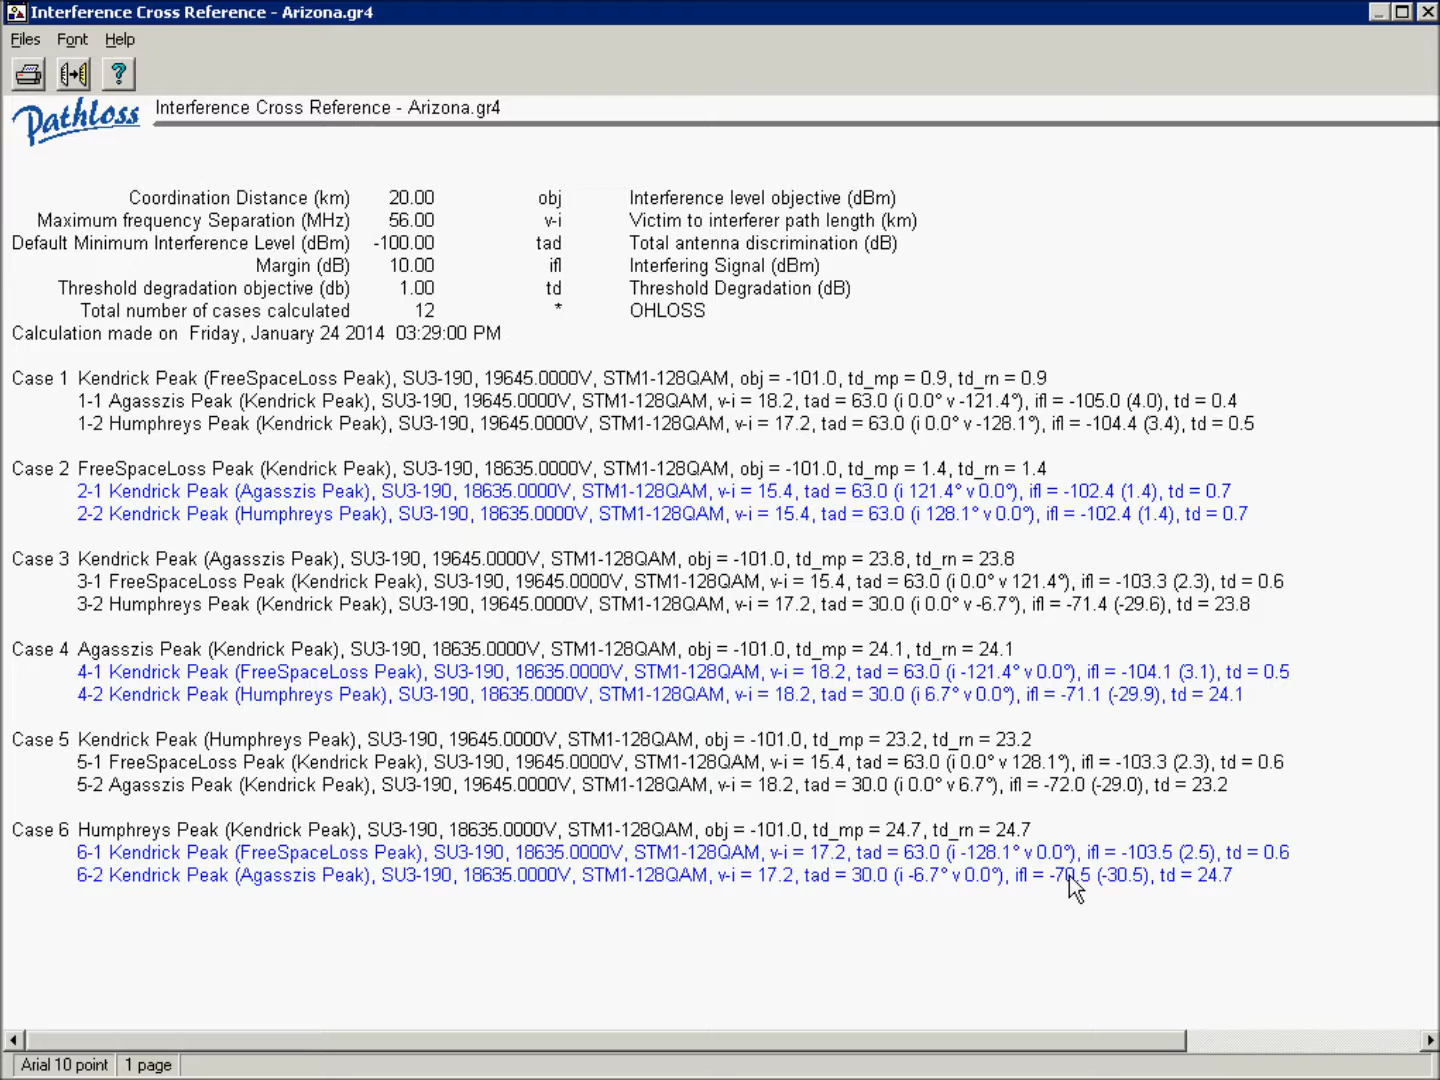 Interference Cross Reference - Arizona.gr4
Files Font Help
Pathloss
Interference Cross Reference - Arizona.gr4
Coordination Distance (km) 20.00 obj Interference level objective (dBm)
Maximum frequency Separation (MHz) 56.00 v-i Victim to interferer path length (km)
Default Minimum Interference Level (dBm) -100.00 tad Total antenna discrimination (dB)
Margin (dB) 10.00 ifl Interfering Signal (dBm)
Threshold degradation objective (db) 1.00 td Threshold Degradation (dB)
Total number of cases calculated 12 * OHLOSS
Calculation made on Friday, January 24 2014 03:29:00 PM
Case 1 Kendrick Peak (FreeSpaceLoss Peak), SU3-190, 19645.0000V, STM1-128QAM, obj = -101.0, td_mp = 0.9, td_rn = 0.9
1-1 Agasszis Peak (Kendrick Peak), SU3-190, 19645.0000V, STM1-128QAM, v-i = 18.2, tad = 63.0 (i 0.0° v -121.4°), ifl = -105.0 (4.0), td = 0.4
1-2 Humphreys Peak (Kendrick Peak), SU3-190, 19645.0000V, STM1-128QAM, v-i = 17.2, tad = 63.0 (i 0.0° v -128.1°), ifl = -104.4 (3.4), td = 0.5
Case 2 FreeSpaceLoss Peak (Kendrick Peak), SU3-190, 18635.0000V, STM1-128QAM, obj = -101.0, td_mp = 1.4, td_rn = 1.4
2-1 Kendrick Peak (Agasszis Peak), SU3-190, 18635.0000V, STM1-128QAM, v-i = 15.4, tad = 63.0 (i 121.4° v 0.0°), ifl = -102.4 (1.4), td = 0.7
2-2 Kendrick Peak (Humphreys Peak), SU3-190, 18635.0000V, STM1-128QAM, v-i = 15.4, tad = 63.0 (i 128.1° v 0.0°), ifl = -102.4 (1.4), td = 0.7
Case 3 Kendrick Peak (Agasszis Peak), SU3-190, 19645.0000V, STM1-128QAM, obj = -101.0, td_mp = 23.8, td_rn = 23.8
3-1 FreeSpaceLoss Peak (Kendrick Peak), SU3-190, 19645.0000V, STM1-128QAM, v-i = 15.4, tad = 63.0 (i 0.0° v 121.4°), ifl = -103.3 (2.3), td = 0.6
3-2 Humphreys Peak (Kendrick Peak), SU3-190, 19645.0000V, STM1-128QAM, v-i = 17.2, tad = 30.0 (i 0.0° v -6.7°), ifl = -71.4 (-29.6), td = 23.8
Case 4 Agasszis Peak (Kendrick Peak), SU3-190, 18635.0000V, STM1-128QAM, obj = -101.0, td_mp = 24.1, td_rn = 24.1
4-1 Kendrick Peak (FreeSpaceLoss Peak), SU3-190, 18635.0000V, STM1-128QAM, v-i = 18.2, tad = 63.0 (i -121.4° v 0.0°), ifl = -104.1 (3.1), td = 0.5
4-2 Kendrick Peak (Humphreys Peak), SU3-190, 18635.0000V, STM1-128QAM, v-i = 18.2, tad = 30.0 (i 6.7° v 0.0°), ifl = -71.1 (-29.9), td = 24.1
Case 5 Kendrick Peak (Humphreys Peak), SU3-190, 19645.0000V, STM1-128QAM, obj = -101.0, td_mp = 23.2, td_rn = 23.2
5-1 FreeSpaceLoss Peak (Kendrick Peak), SU3-190, 19645.0000V, STM1-128QAM, v-i = 15.4, tad = 63.0 (i 0.0° v 128.1°), ifl = -103.3 (2.3), td = 0.6
5-2 Agasszis Peak (Kendrick Peak), SU3-190, 19645.0000V, STM1-128QAM, v-i = 18.2, tad = 30.0 (i 0.0° v 6.7°), ifl = -72.0 (-29.0), td = 23.2
Case 6 Humphreys Peak (Kendrick Peak), SU3-190, 18635.0000V, STM1-128QAM, obj = -101.0, td_mp = 24.7, td_rn = 24.7
6-1 Kendrick Peak (FreeSpaceLoss Peak), SU3-190, 18635.0000V, STM1-128QAM, v-i = 17.2, tad = 63.0 (i -128.1° v 0.0°), ifl = -103.5 (2.5), td = 0.6
6-2 Kendrick Peak (Agasszis Peak), SU3-190, 18635.0000V, STM1-128QAM, v-i = 17.2, tad = 30.0 (i -6.7° v 0.0°), ifl = -70.5 (-30.5), td = 24.7
Arial 10 point 1 page